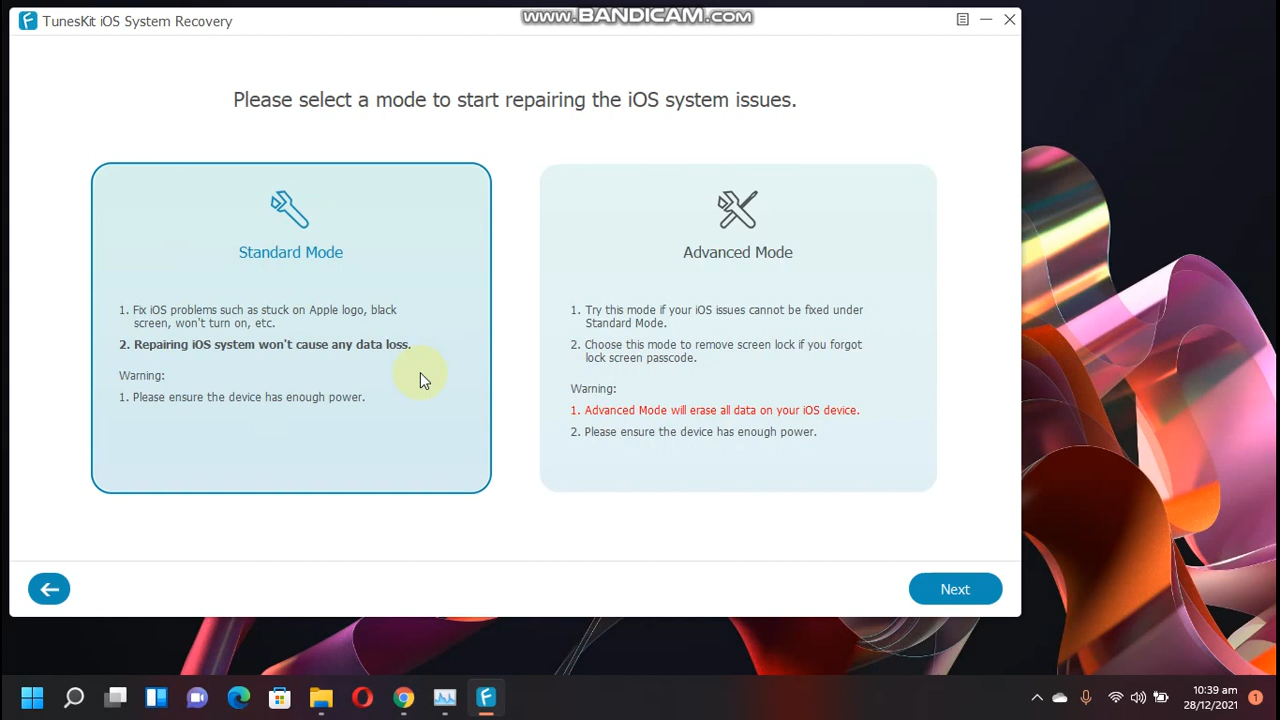 TunesKit iOS System Recovery
www.BANDICAM.com
Please select a mode to start repairing the iOS system issues.
Standard Mode
1. Fix iOS problems such as stuck on Apple logo, black
screen, won't turn on, etc.
2. Repairing iOS system won't cause any data loss.
Warning:
1. Please ensure the device has enough power.
Advanced Mode
1. Try this mode if your iOS issues cannot be fixed under
Standard Mode.
2. Choose this mode to remove screen lock if you forgot
lock screen passcode.
Warning:
1. Advanced Mode will erase all data on your iOS device.
2. Please ensure the device has enough power.
Next
10:39 am
28/12/2021
1